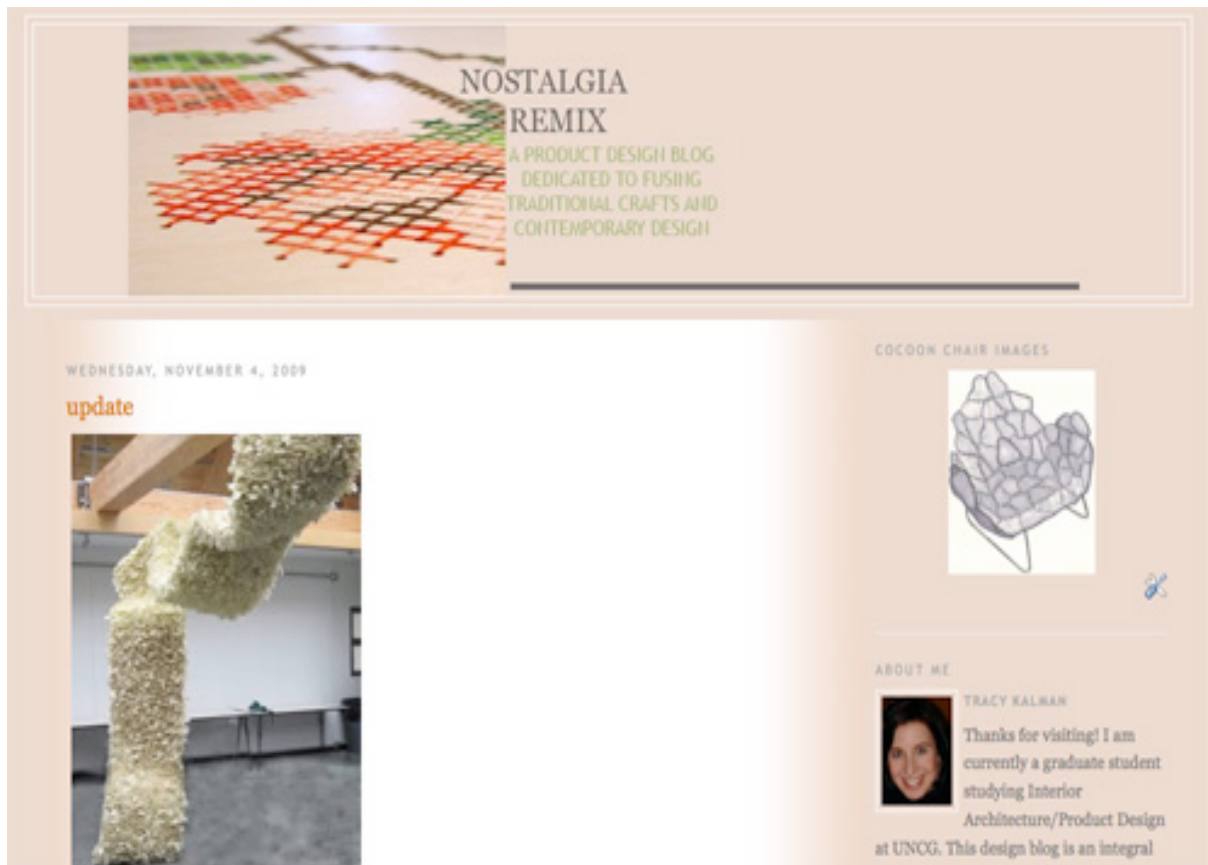 NOSTALGIA
REMIX
A PRODUCT DESIGN BLOG
DEDICATED TO FUSING
TRADITIONAL CRAFTS AND
CONTEMPORARY DESIGN
WEDNESDAY, NOVEMBER 4, 2009
update
COCOON CHAIR IMAGES
ABOUT ME
TRACY KALMAN
Thanks for visiting! I am
currently a graduate student
studying Interior
Architecture/Product Design
at UNCG. This design blog is an integral